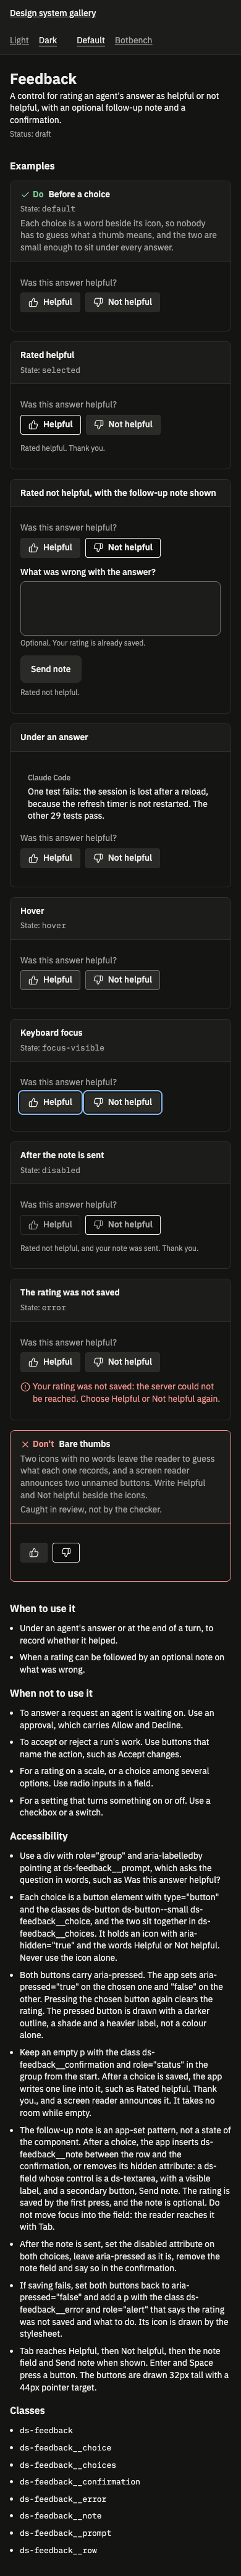 Design system gallery
Light Dark Default Botbench
Feedback
A control for rating an agent's answer as helpful or not
helpful, with an optional follow-up note and a
confirmation.
Status: draft
Examples
Do Before a choice
State: default
Each choice is a word beside its icon, so nobody
has to guess what a thumb means, and the two are
small enough to sit under every answer.
Was this answer helpful?
Helpful Not helpful
Rated helpful
State: selected
Was this answer helpful?
Helpful Not helpful
Rated helpful. Thank you.
Rated not helpful, with the follow-up note shown
Was this answer helpful?
Helpful Not helpful
What was wrong with the answer?
Optional. Your rating is already saved.
Send note
Rated not helpful.
Under an answer
Claude Code
One test fails: the session is lost after a reload,
because the refresh timer is not restarted. The
other 29 tests pass.
Was this answer helpful?
Helpful Not helpful
Hover
State: hover
Was this answer helpful?
Helpful Not helpful
Keyboard focus
State: focus-visible
Was this answer helpful?
Helpful Not helpful
After the note is sent
State: disabled
Was this answer helpful?
Helpful Not helpful
Rated not helpful, and your note was sent. Thank you.
The rating was not saved
State: error
Was this answer helpful?
Helpful Not helpful
Your rating was not saved: the server could not
be reached. Choose Helpful or Not helpful again.
Don't Bare thumbs
Two icons with no words leave the reader to guess
what each one records, and a screen reader
announces two unnamed buttons. Write Helpful
and Not helpful beside the icons.
Caught in review, not by the checker.
When to use it
• Under an agent's answer or at the end of a turn, to
record whether it helped.
• When a rating can be followed by an optional note on
what was wrong.
When not to use it
• To answer a request an agent is waiting on. Use an
approval, which carries Allow and Decline.
• To accept or reject a run's work. Use buttons that
name the action, such as Accept changes.
• For a rating on a scale, or a choice among several
options. Use radio inputs in a field.
• For a setting that turns something on or off. Use a
checkbox or a switch.
Accessibility
• Use a div with role="group" and aria-labelledby
pointing at ds-feedback__prompt, which asks the
question in words, such as Was this answer helpful?
• Each choice is a button element with type="button"
and the classes ds-button ds-button--small ds-
feedback__choice, and the two sit together in ds-
feedback__choices. It holds an icon with aria-
hidden="true" and the words Helpful or Not helpful.
Never use the icon alone.
• Both buttons carry aria-pressed. The app sets aria-
pressed="true" on the chosen one and "false" on the
other. Pressing the chosen button again clears the
rating. The pressed button is drawn with a darker
outline, a shade and a heavier label, not a colour
alone.
• Keep an empty p with the class ds-
feedback__confirmation and role="status" in the
group from the start. After a choice is saved, the app
writes one line into it, such as Rated helpful. Thank
you., and a screen reader announces it. It takes no
room while empty.
• The follow-up note is an app-set pattern, not a state of
the component. After a choice, the app inserts ds-
feedback__note between the row and the
confirmation, or removes its hidden attribute: a ds-
field whose control is a ds-textarea, with a visible
label, and a secondary button, Send note. The rating is
saved by the first press, and the note is optional. Do
not move focus into the field: the reader reaches it
with Tab.
• After the note is sent, set the disabled attribute on
both choices, leave aria-pressed as it is, remove the
note field and say so in the confirmation.
• If saving fails, set both buttons back to aria-
pressed="false" and add a p with the class ds-
feedback__error and role="alert" that says the rating
was not saved and what to do. Its icon is drawn by the
stylesheet.
• Tab reaches Helpful, then Not helpful, then the note
field and Send note when shown. Enter and Space
press a button. The buttons are drawn 32px tall with a
44px pointer target.
Classes
• ds-feedback
• ds-feedback__choice
• ds-feedback__choices
• ds-feedback__confirmation
• ds-feedback__error
• ds-feedback__note
• ds-feedback__prompt
• ds-feedback__row